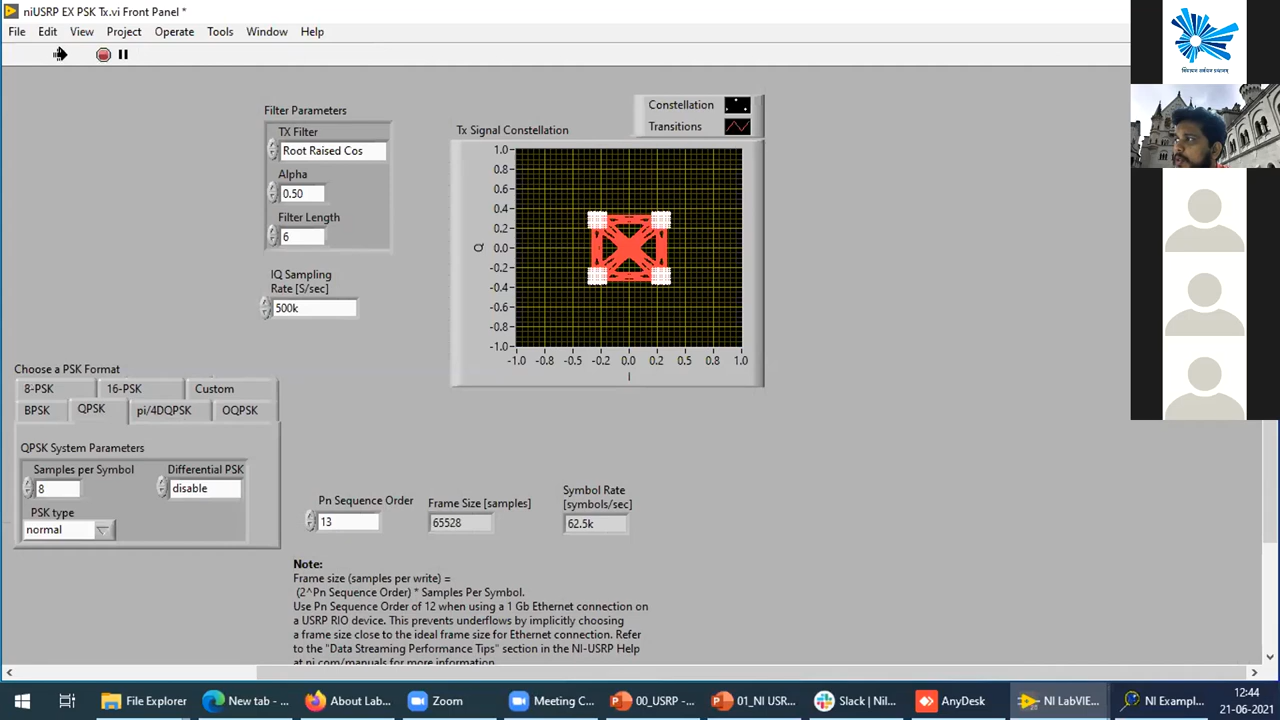 niUSRP EX PSK Tx.vi Front Panel *
File Edit View Project Operate Tools Window Help
Filter Parameters
TX Filter
Root Raised Cos
Alpha
0.50
Filter Length
6
IQ Sampling
Rate [S/sec]
500k
Constellation
Transitions
Tx Signal Constellation
1.0
0.8
0.6
0.4
0.2
0.0
-0.2
-0.4
-0.6
-0.8
-1.0
Q
-1.0 -0.8 -0.5 -0.2 0.0 0.2 0.5 0.8 1.0
I
Choose a PSK Format
8-PSK 16-PSK Custom
BPSK QPSK pi/4DQPSK OQPSK
QPSK System Parameters
Samples per Symbol Differential PSK
8 disable
PSK type
normal
Pn Sequence Order
13
Frame Size [samples]
65528
Symbol Rate
[symbols/sec]
62.5k
Note:
Frame size (samples per write) =
(2^Pn Sequence Order) * Samples Per Symbol.
Use Pn Sequence Order of 12 when using a 1 Gb Ethernet connection on
a USRP RIO device. This prevents underflows by implicitly choosing
a frame size close to the ideal frame size for Ethernet connection. Refer
to the "Data Streaming Performance Tips" section in the NI-USRP Help
at ni.com/manuals for more information.
File Explorer New tab - ... About Lab... Zoom Meeting C... 00_USRP -... 01_NI USR... Slack | Nil... AnyDesk NI LabVIE... NI Exampl...
12:44
21-06-2021